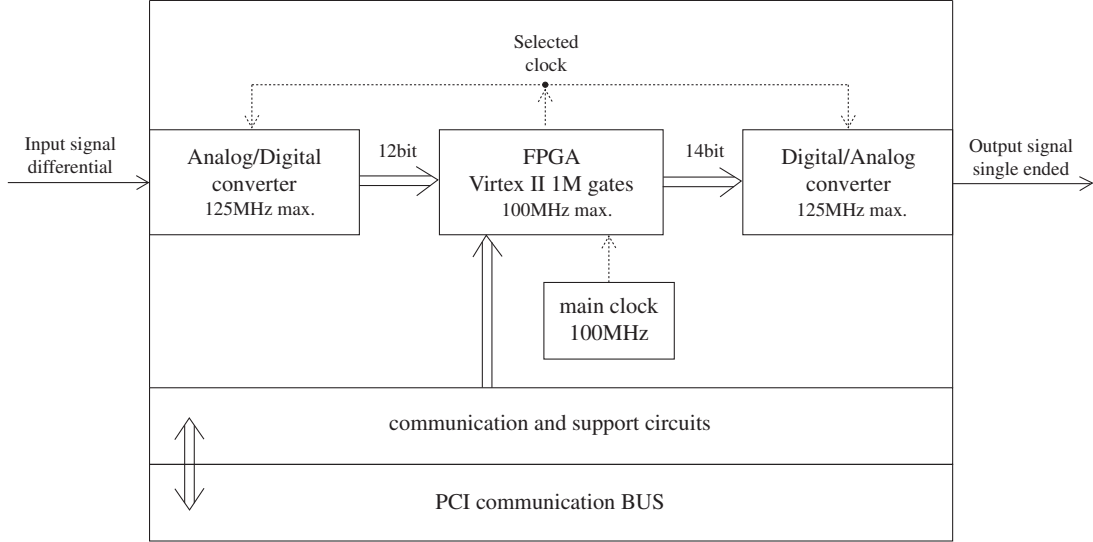 Selected
clock
Input signal
differential
Analog/Digital
converter
125MHz max.
12bit
FPGA
Virtex II 1M gates
100MHz max.
14bit
Digital/Analog
converter
125MHz max.
Output signal
single ended
main clock
100MHz
communication and support circuits
PCI communication BUS